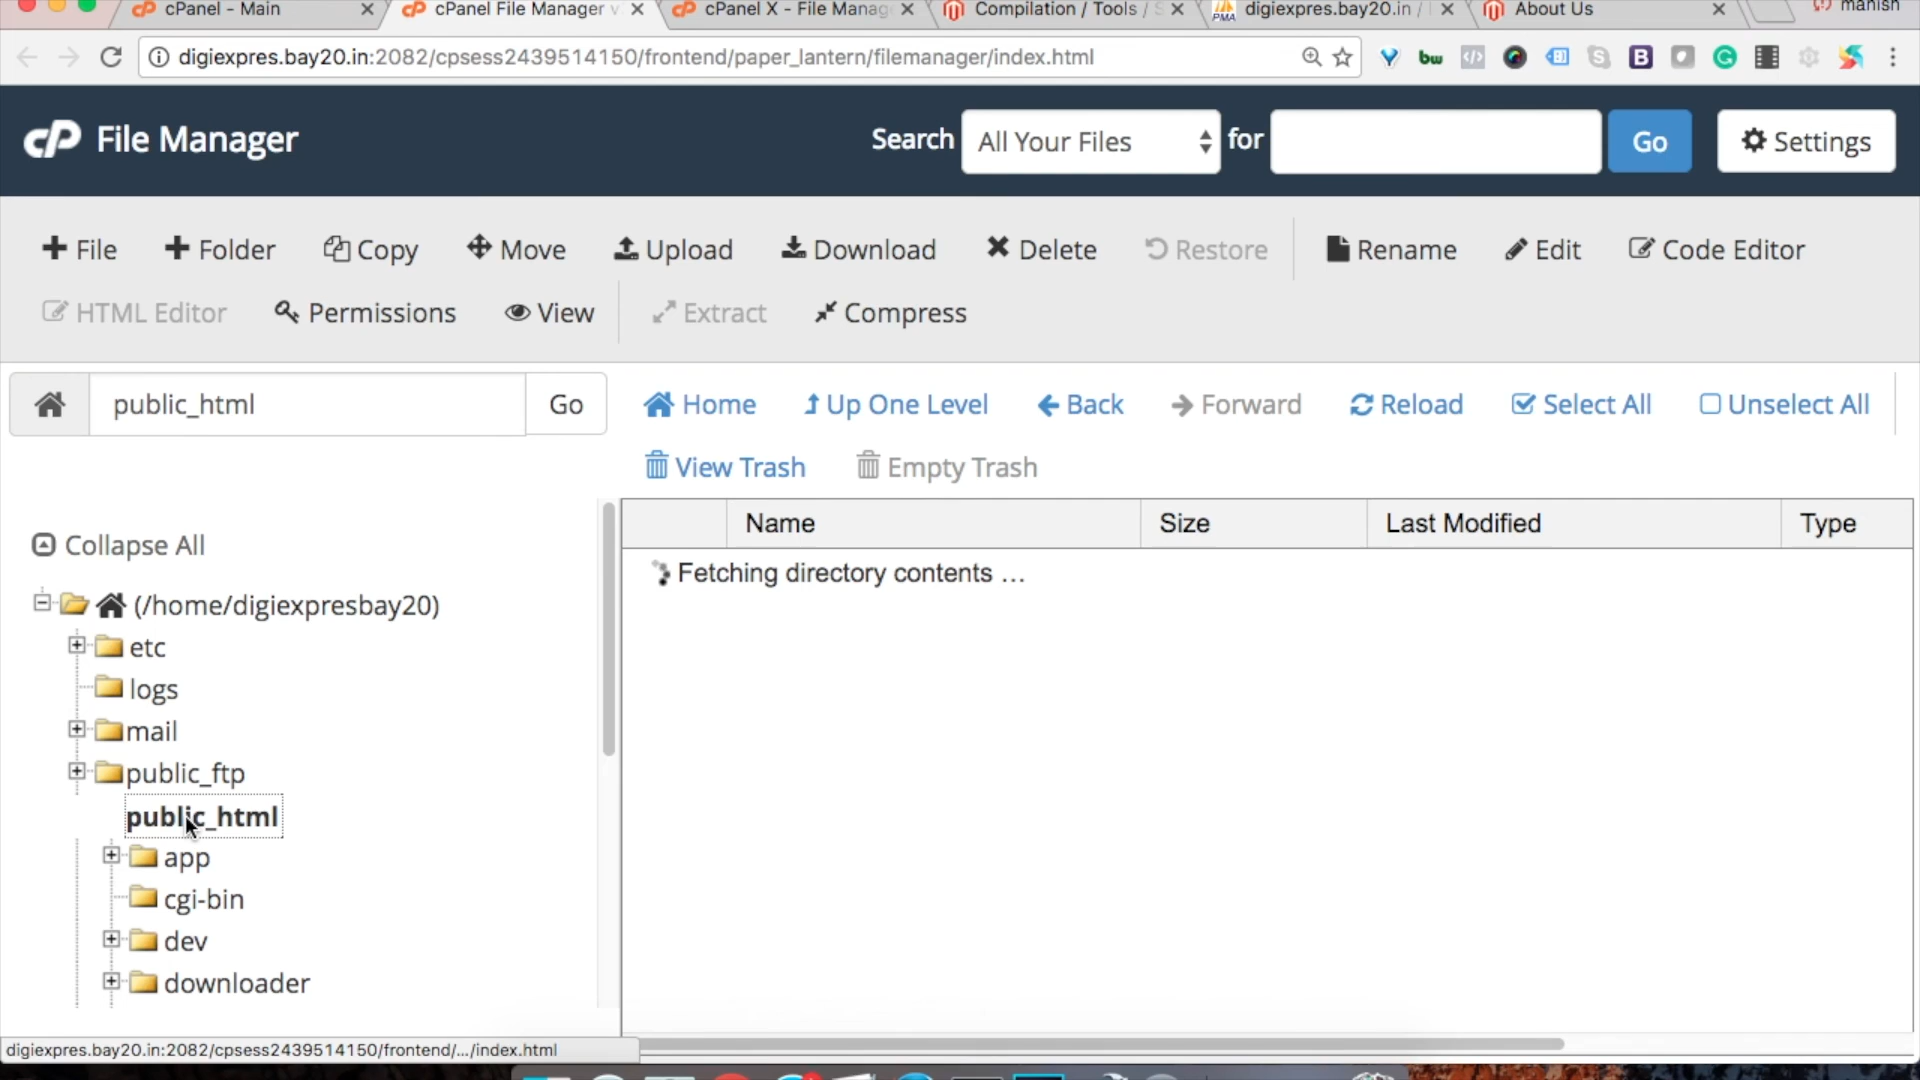 cPanel - Main
cPanel File Manager v
cPanel X - File Manag
Compilation / Tools / S
digiexpres.bay20.in /
About Us
manish
digiexpres.bay20.in:2082/cpsess2439514150/frontend/paper_lantern/filemanager/index.html
bw
B
G
cP File Manager
Search
All Your Files
for
Go
Settings
File
Folder
Copy
Move
Upload
Download
Delete
Restore
Rename
Edit
Code Editor
HTML Editor
Permissions
View
Extract
Compress
public_html
Go
Home
Up One Level
Back
Forward
Reload
Select All
Unselect All
View Trash
Empty Trash
Name
Size
Last Modified
Type
Fetching directory contents ...
Collapse All
(/home/digiexpresbay20)
etc
logs
mail
public_ftp
public_html
app
cgi-bin
dev
downloader
digiexpres.bay20.in:2082/cpsess2439514150/frontend/.../index.html